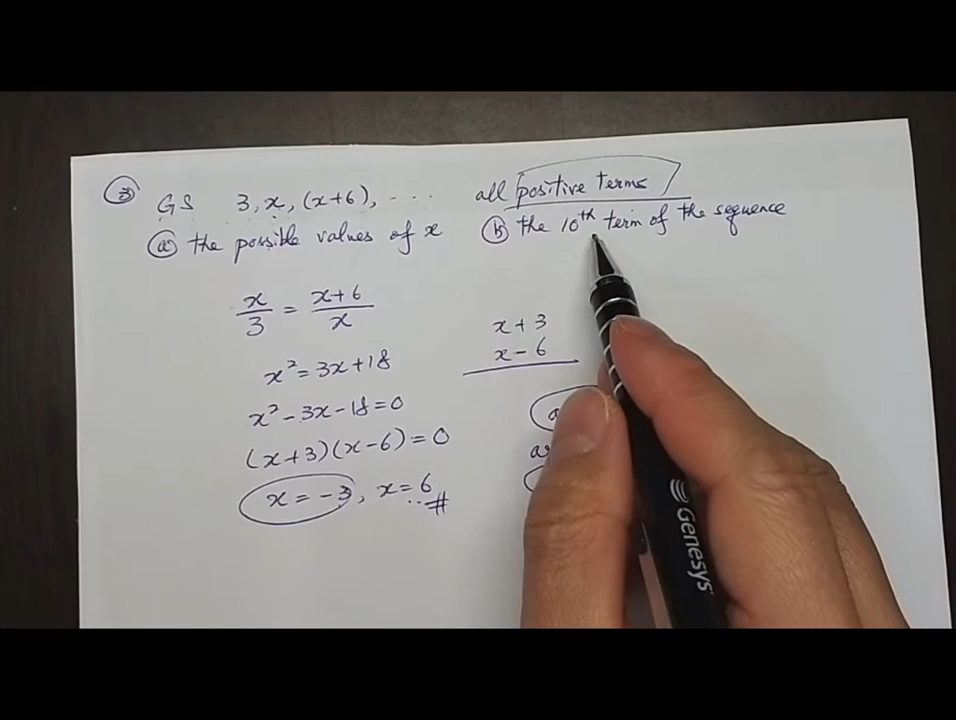 ③ GS 3, x, (x+6), ... all positive terms
ⓐ the possible values of x ⓑ the 10th term of the sequence
x/3 = (x+6)/x
x² = 3x+18
x² - 3x - 18 = 0
(x+3)(x-6) = 0
x = -3, x = 6 #
x + 3
x - 6
Genesys